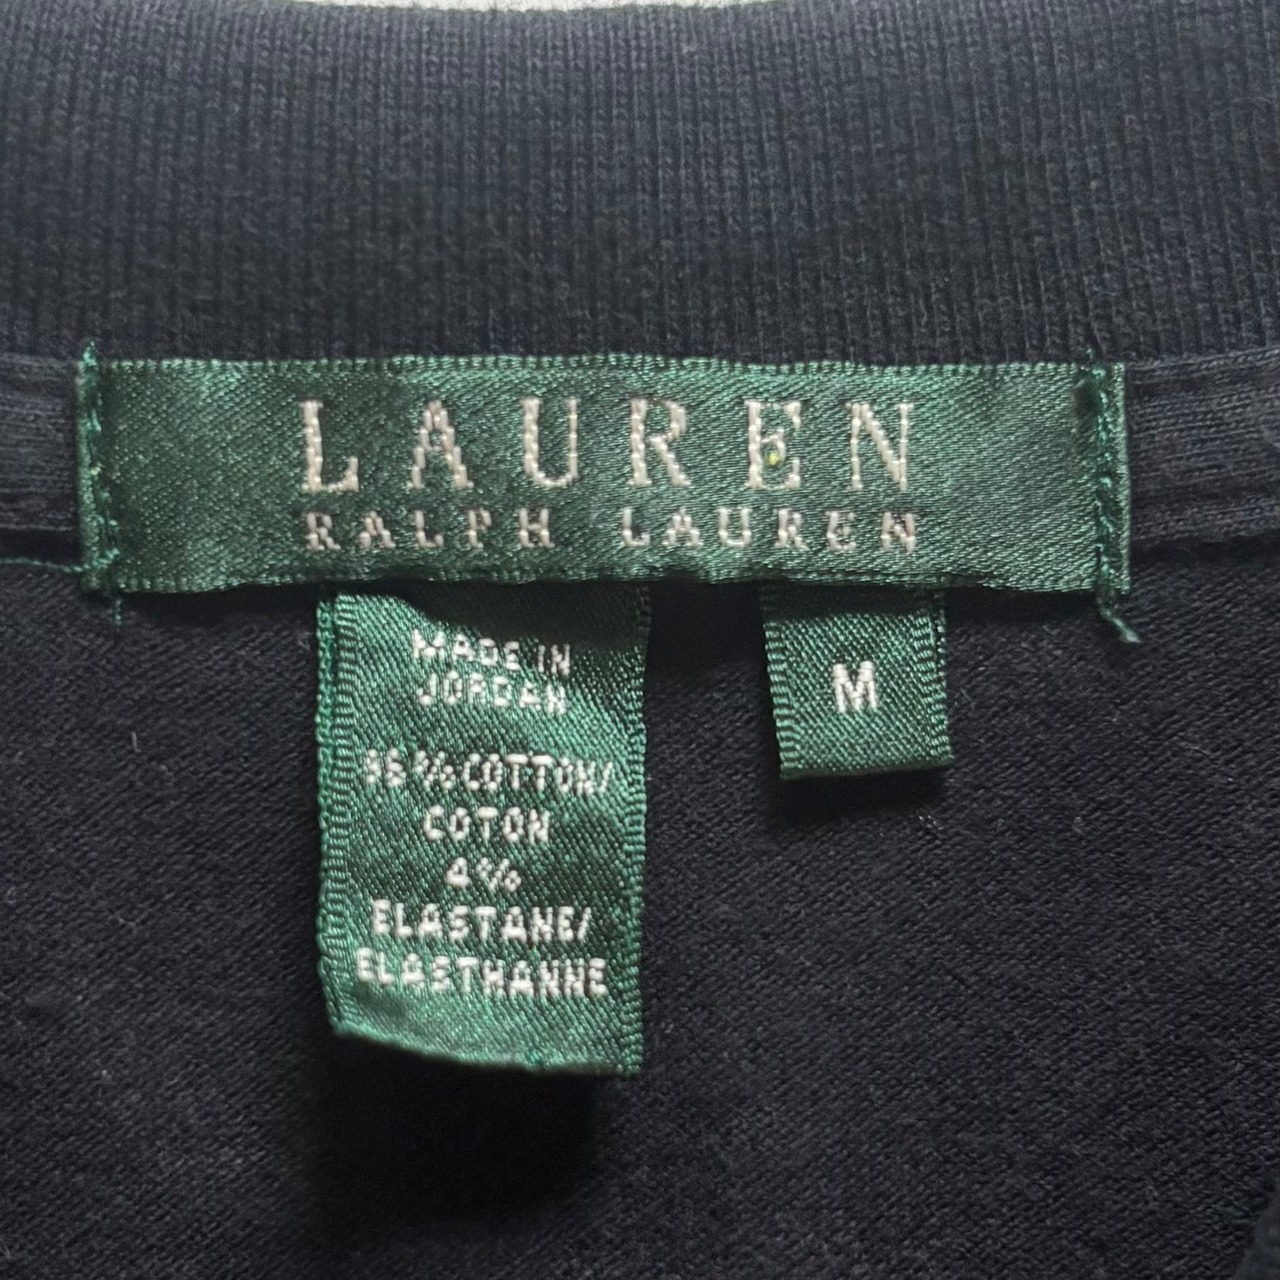 LAUREN
RALPH LAUREN
MADE IN
JORDAN
96%COTTON/
COTON
4%
ELASTANE/
ELASTHANNE
M